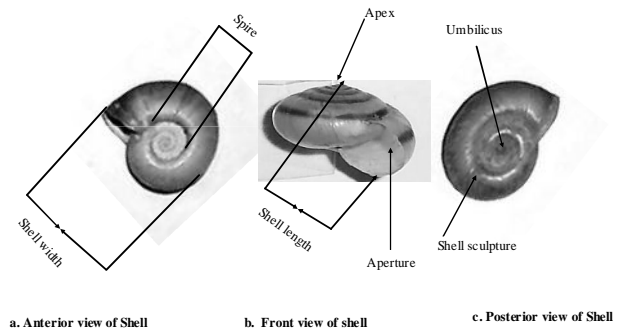 Spire
Shell width
a. Anterior view of Shell
Apex
Shell length
Aperture
b. Front view of shell
Umbilicus
Shell sculpture
c. Posterior view of Shell